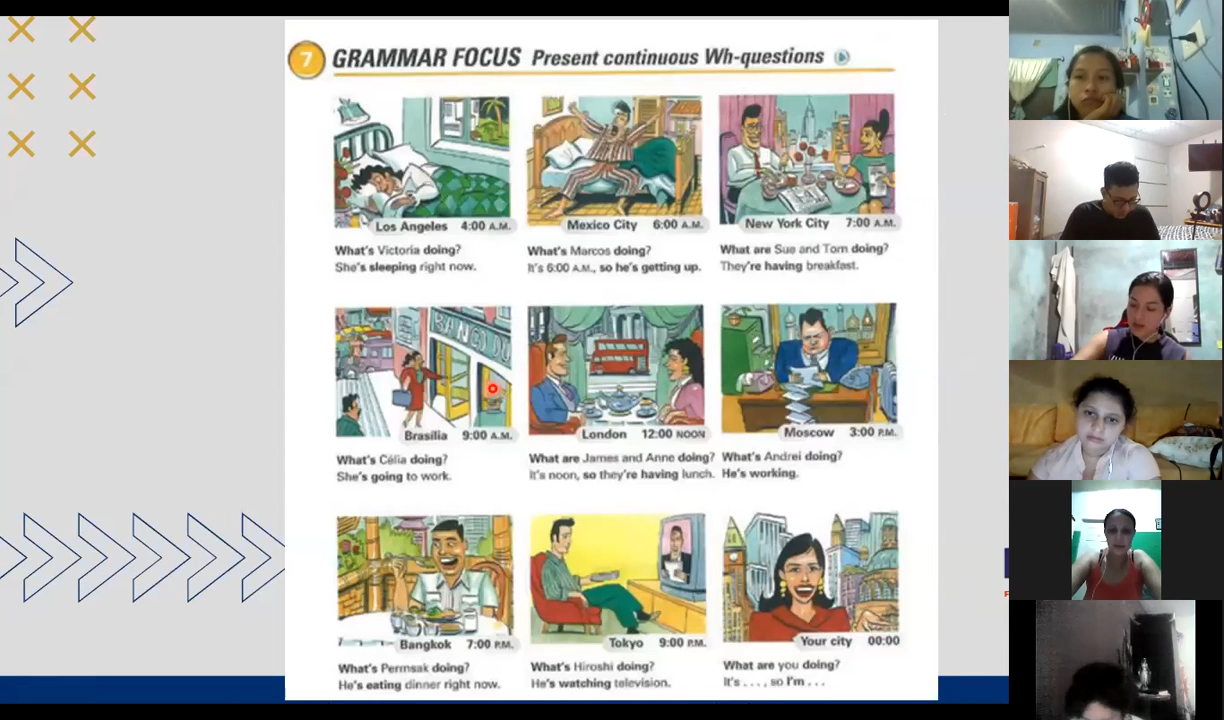 7 GRAMMAR FOCUS Present continuous Wh-questions
Los Angeles 4:00 A.M.
What's Victoria doing?
She's sleeping right now.
Mexico City 6:00 A.M.
What's Marcos doing?
It's 6:00 A.M., so he's getting up.
New York City 7:00 A.M.
What are Sue and Tom doing?
They're having breakfast.
BANCO DO
Brasília 9:00 A.M.
What's Célia doing?
She's going to work.
London 12:00 NOON
What are James and Anne doing?
It's noon, so they're having lunch.
Moscow 3:00 P.M.
What's Andrei doing?
He's working.
Bangkok 7:00 P.M.
What's Permsak doing?
He's eating dinner right now.
Tokyo 9:00 P.M.
What's Hiroshi doing?
He's watching television.
Your city 00:00
What are you doing?
It's . . . , so I'm . . .